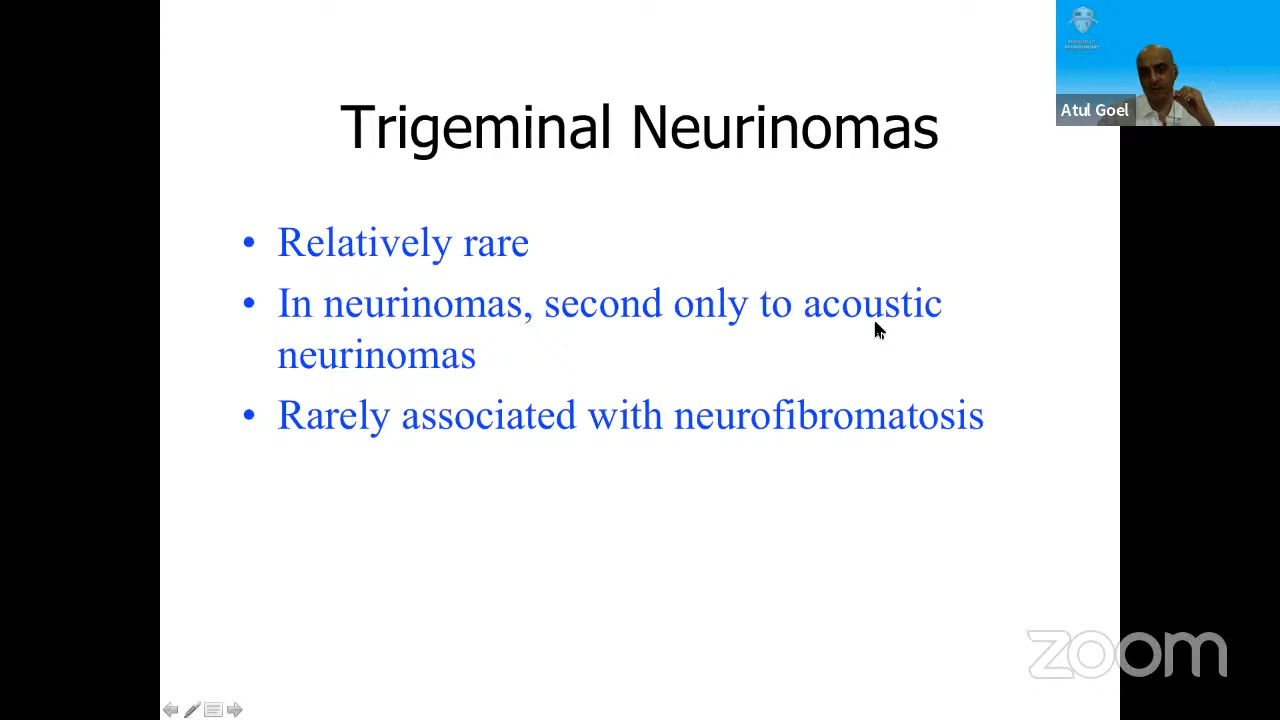 Trigeminal Neurinomas
• Relatively rare
• In neurinomas, second only to acoustic
neurinomas
• Rarely associated with neurofibromatosis
Atul Goel
zoom